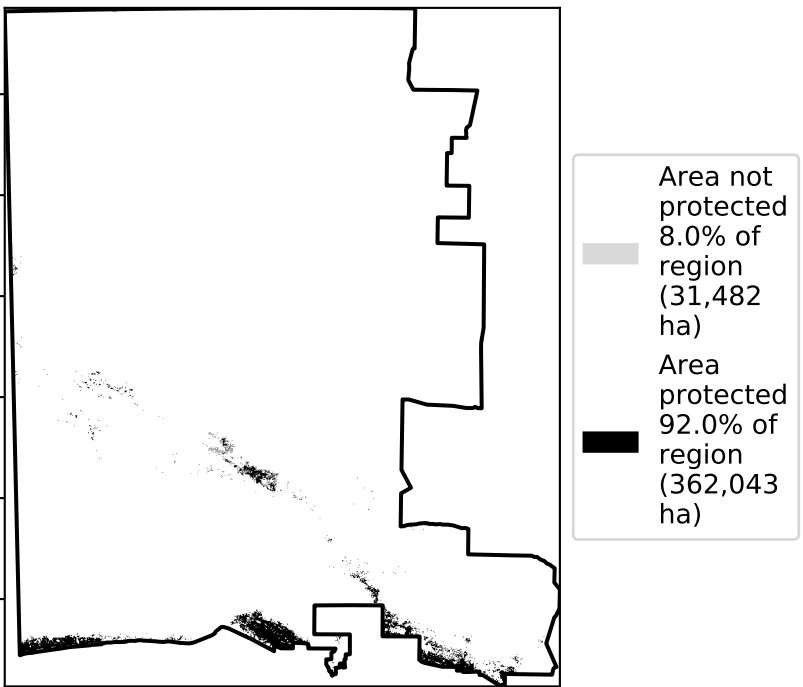 Area not
protected
8.0% of
region
(31,482
ha)
Area
protected
92.0% of
region
(362,043
ha)